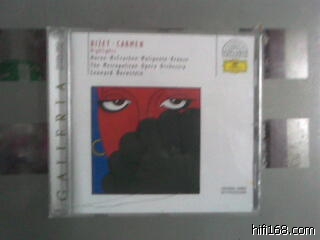 BIZET · CARMEN
Highlights
Horne · McCracken · Maliponte · Krause
The Metropolitan Opera Orchestra
Leonard Bernstein
GALLERIA
hifi168.com